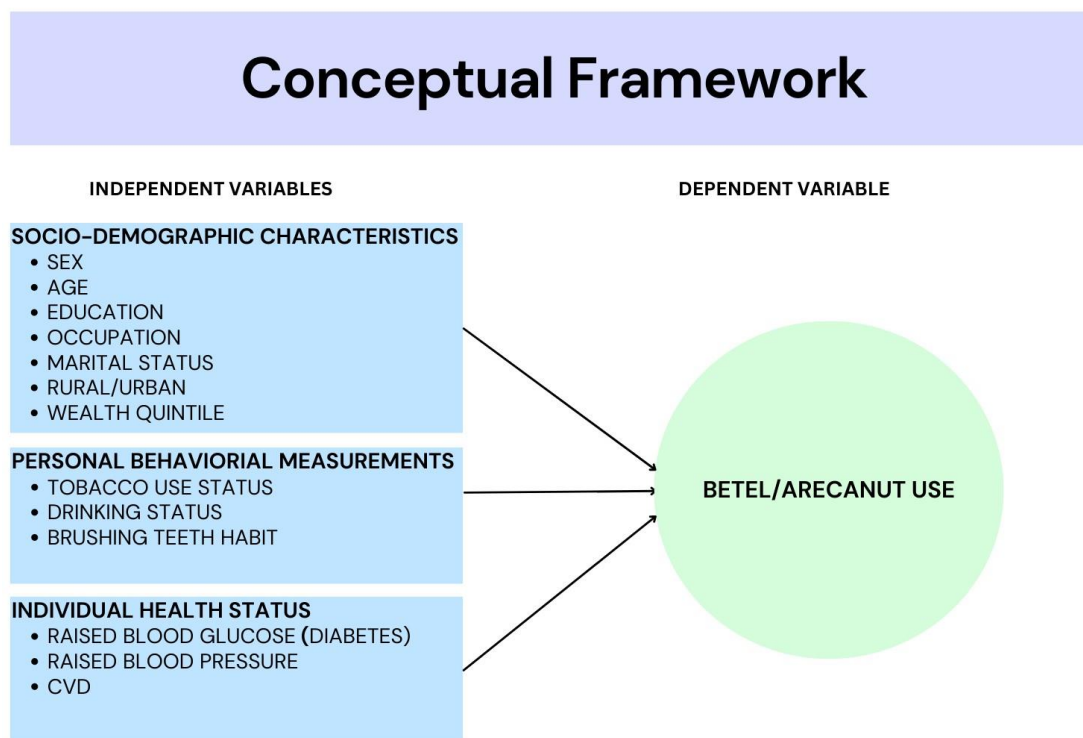 Conceptual Framework
INDEPENDENT VARIABLES
DEPENDENT VARIABLE
SOCIO-DEMOGRAPHIC CHARACTERISTICS
• SEX
• AGE
• EDUCATION
• OCCUPATION
• MARITAL STATUS
• RURAL/URBAN
• WEALTH QUINTILE
PERSONAL BEHAVIORIAL MEASUREMENTS
• TOBACCO USE STATUS
• DRINKING STATUS
• BRUSHING TEETH HABIT
INDIVIDUAL HEALTH STATUS
• RAISED BLOOD GLUCOSE (DIABETES)
• RAISED BLOOD PRESSURE
• CVD
BETEL/ARECANUT USE